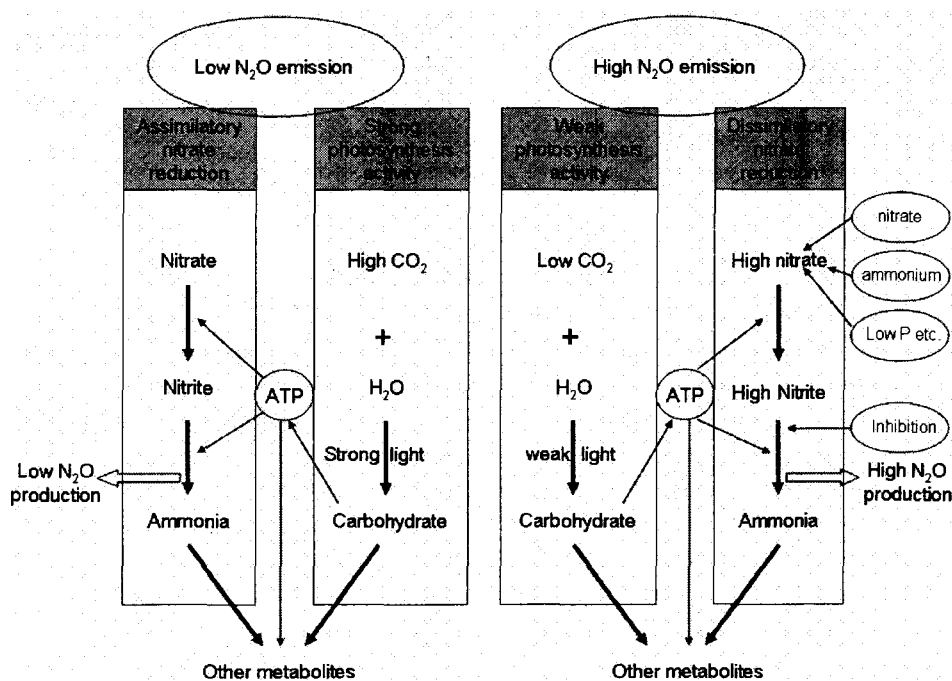 Low N₂O emission
High N₂O emission
Assimilatory
nitrate
reduction
Strong
photosynthesis
activity
Weak
photosynthesis
activity
Dissimilatory
reduction
Nitrate
High CO₂
Low CO₂
High nitrate
nitrate
ammonium
Low P etc.
+
+
Nitrite
ATP
H₂O
H₂O
ATP
High Nitrite
Inhibition
Strong light
weak light
Low N₂O
production
High N₂O
production
Ammonia
Carbohydrate
Carbohydrate
Ammonia
Other metabolites
Other metabolites